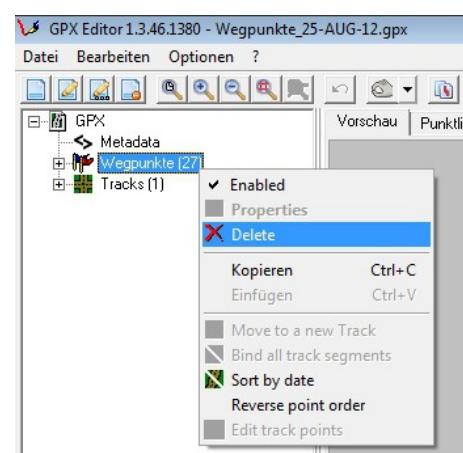 GPX Editor 1.3.46.1380 - Wegpunkte_25-AUG-12.gpx
Datei Bearbeiten Optionen ?
GPX
Vorschau Punktli
Metadata
Wegpunkte (27)
Tracks (1)
Enabled
Properties
Delete
Kopieren Ctrl+C
Einfügen Ctrl+V
Move to a new Track
Bind all track segments
Sort by date
Reverse point order
Edit track points